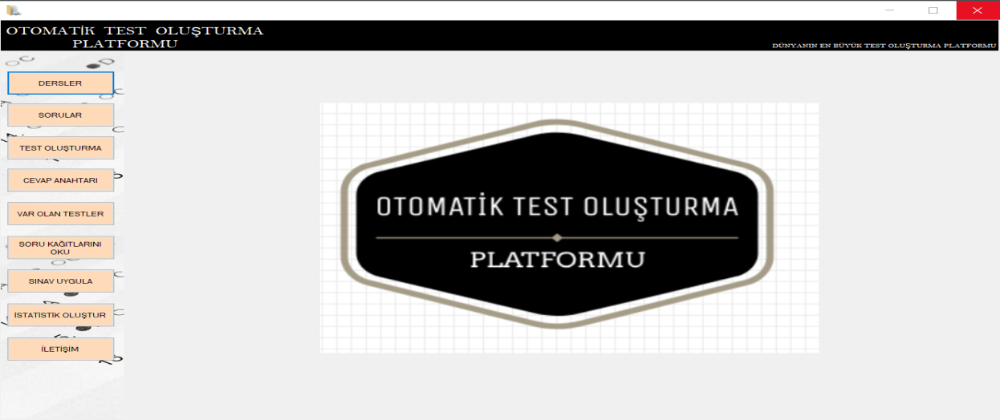 OTOMATİK TEST OLUŞTURMA
PLATFORMU
DÜNYANIN EN BÜYÜK TEST OLUŞTURMA PLATFORMU
DERSLER
SORULAR
TEST OLUŞTURMA
CEVAP ANAHTARI
VAR OLAN TESTLER
SORU KAĞITLARINI
OKU
SINAV UYGULA
İSTATİSTİK OLUŞTUR
İLETİŞİM
OTOMATİK TEST OLUŞTURMA
PLATFORMU